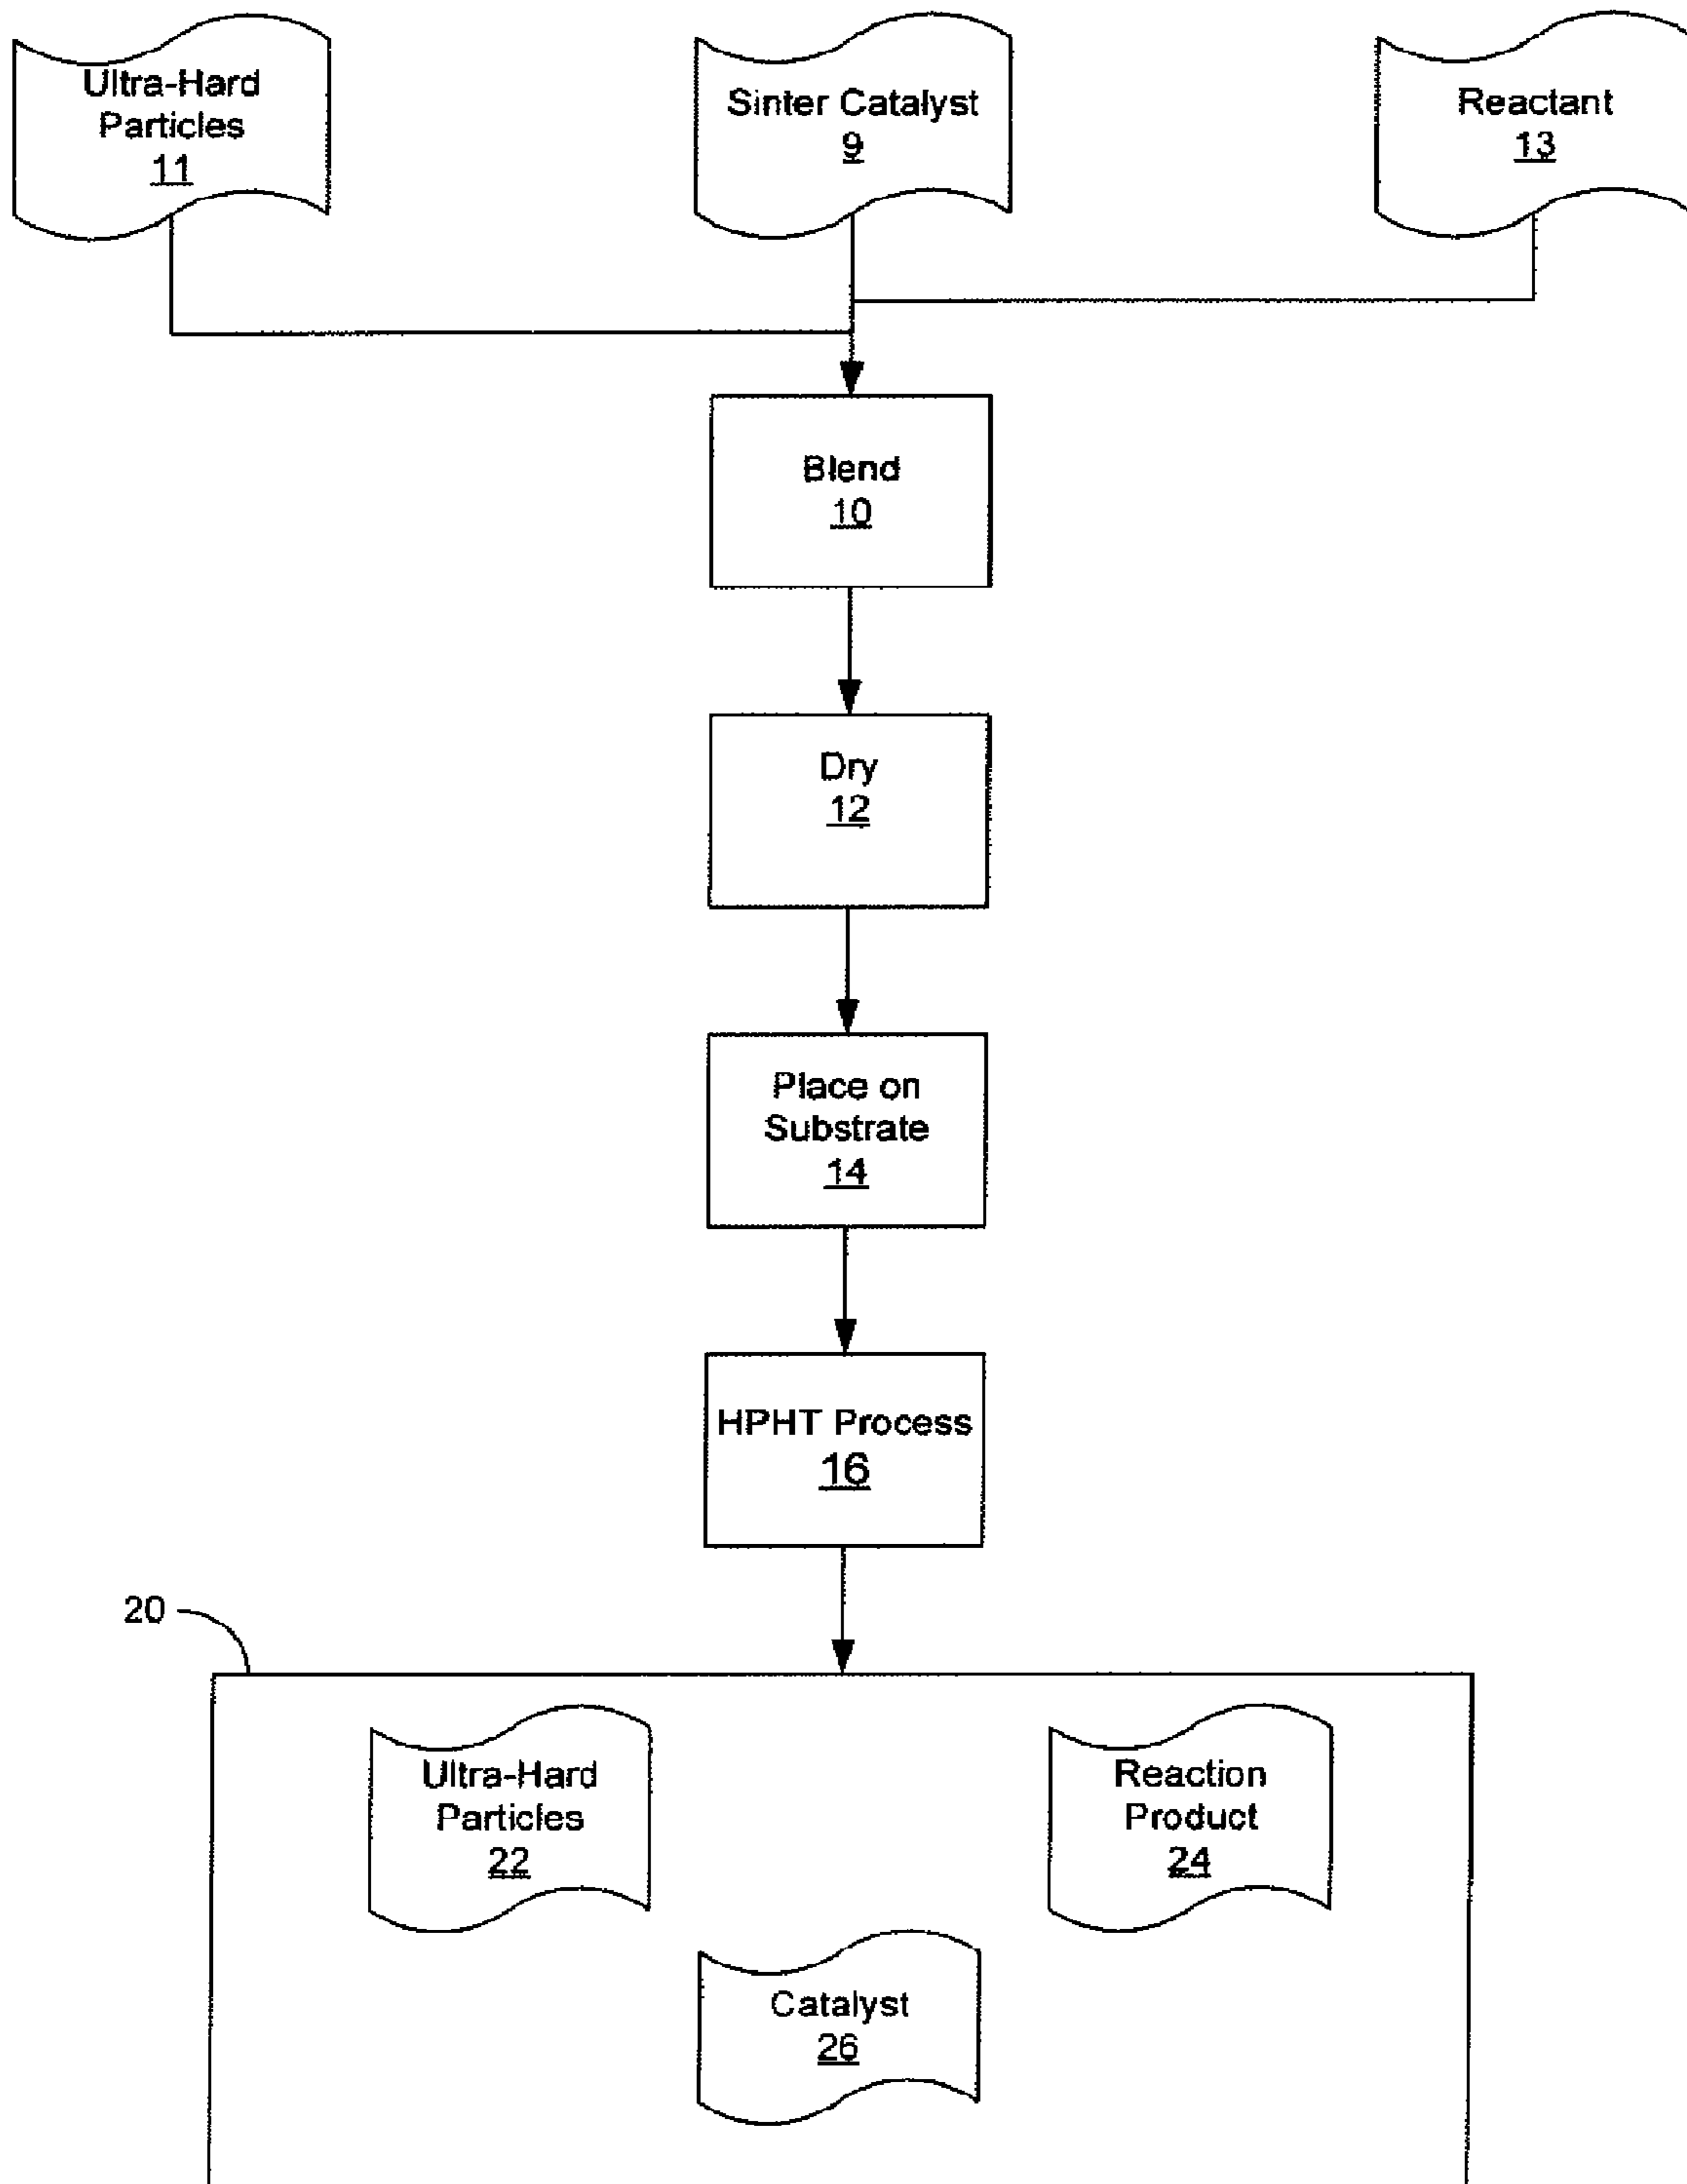 Ultra-Hard
Particles
11
Sinter Catalyst
9
Reactant
13
Blend
10
Dry
12
Place on
Substrate
14
HPHT Process
16
20
Ultra-Hard
Particles
22
Reaction
Product
24
Catalyst
26